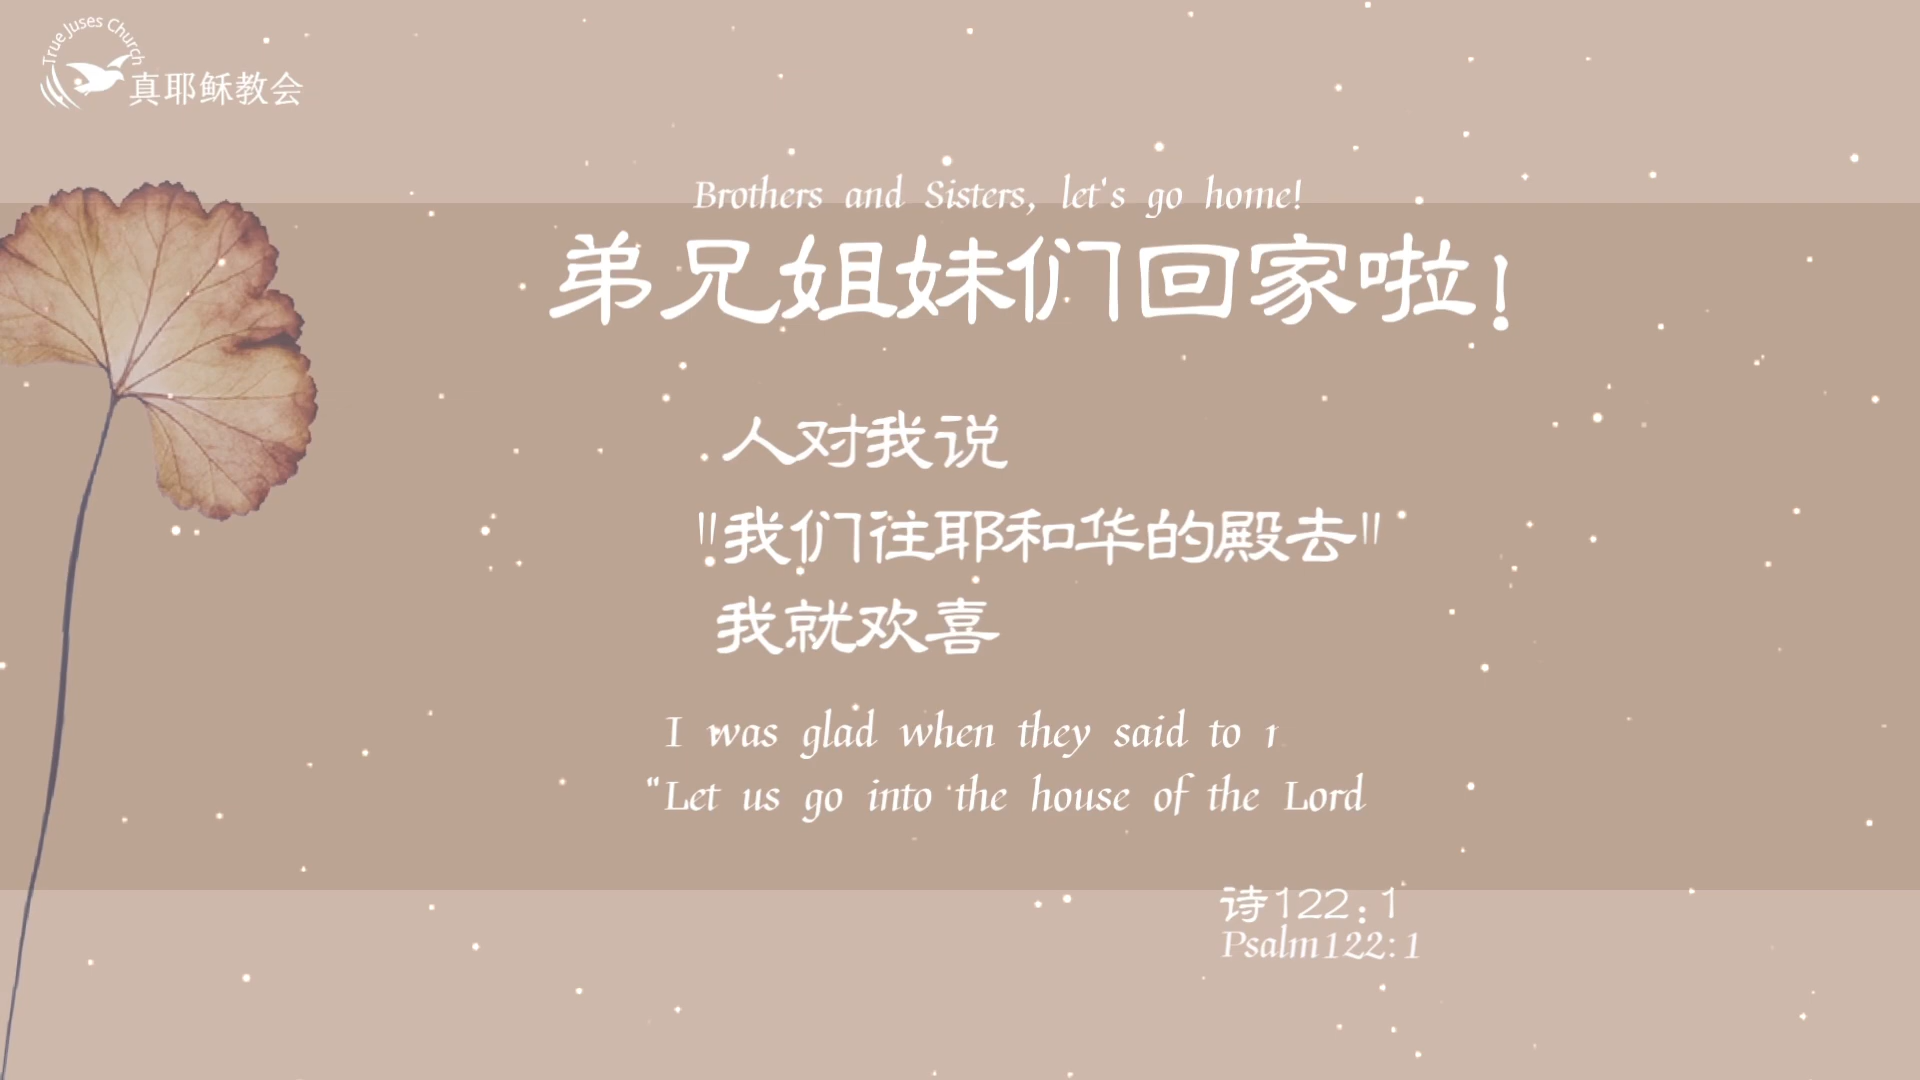 True Juses Church
真耶稣教会
Brothers and Sisters, let's go home!
弟兄姐妹们回家啦!
人对我说
"我们往耶和华的殿去"
我就欢喜
I was glad when they said to
"Let us go into the house of the Lord
诗122:1
Psalm122:1